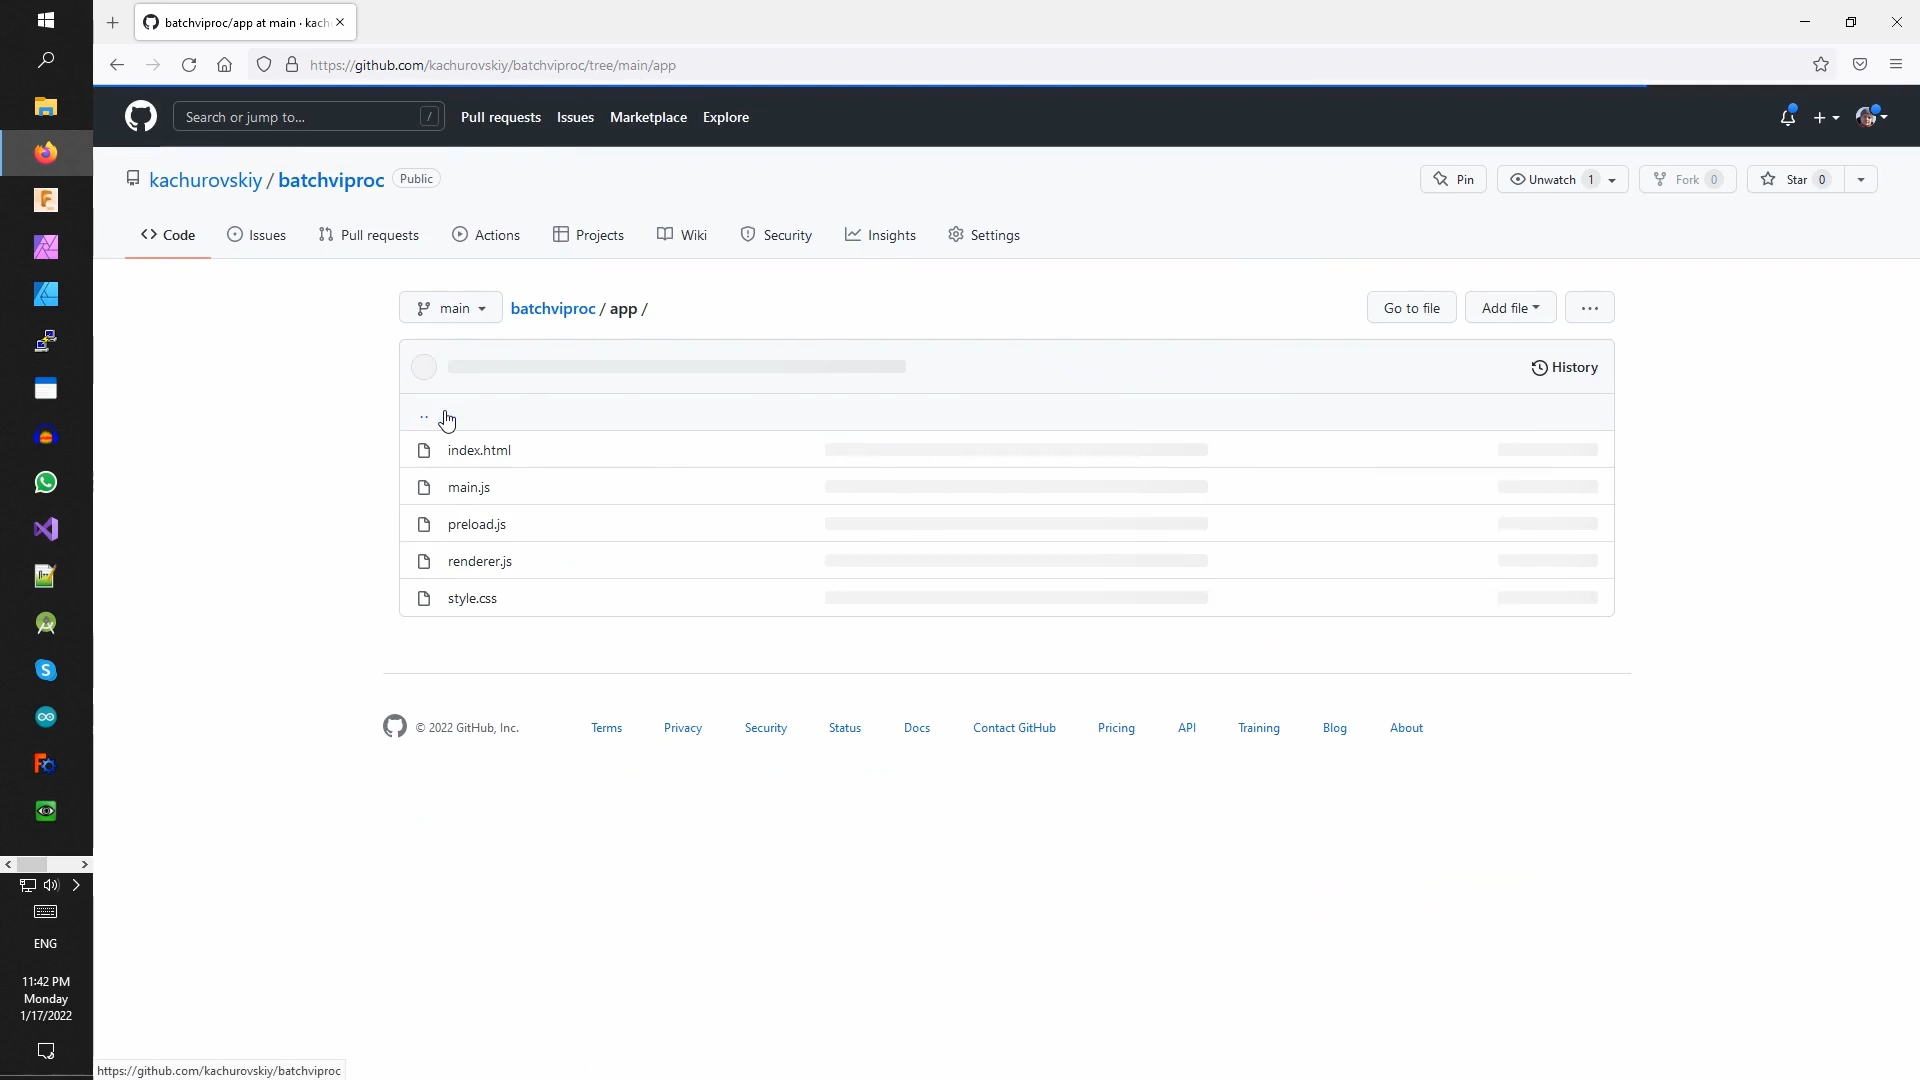 batchviproc/app at main · kach
https://github.com/kachurovskiy/batchviproc/tree/main/app
Search or jump to...
/
Pull requests
Issues
Marketplace
Explore
kachurovskiy / batchviproc
Public
Pin
Unwatch 1
Fork 0
Star 0
Code
Issues
Pull requests
Actions
Projects
Wiki
Security
Insights
Settings
main
batchviproc / app /
Go to file
Add file
History
..
index.html
main.js
preload.js
renderer.js
style.css
© 2022 GitHub, Inc.
Terms
Privacy
Security
Status
Docs
Contact GitHub
Pricing
API
Training
Blog
About
ENG
11:42 PM
Monday
1/17/2022
https://github.com/kachurovskiy/batchviproc